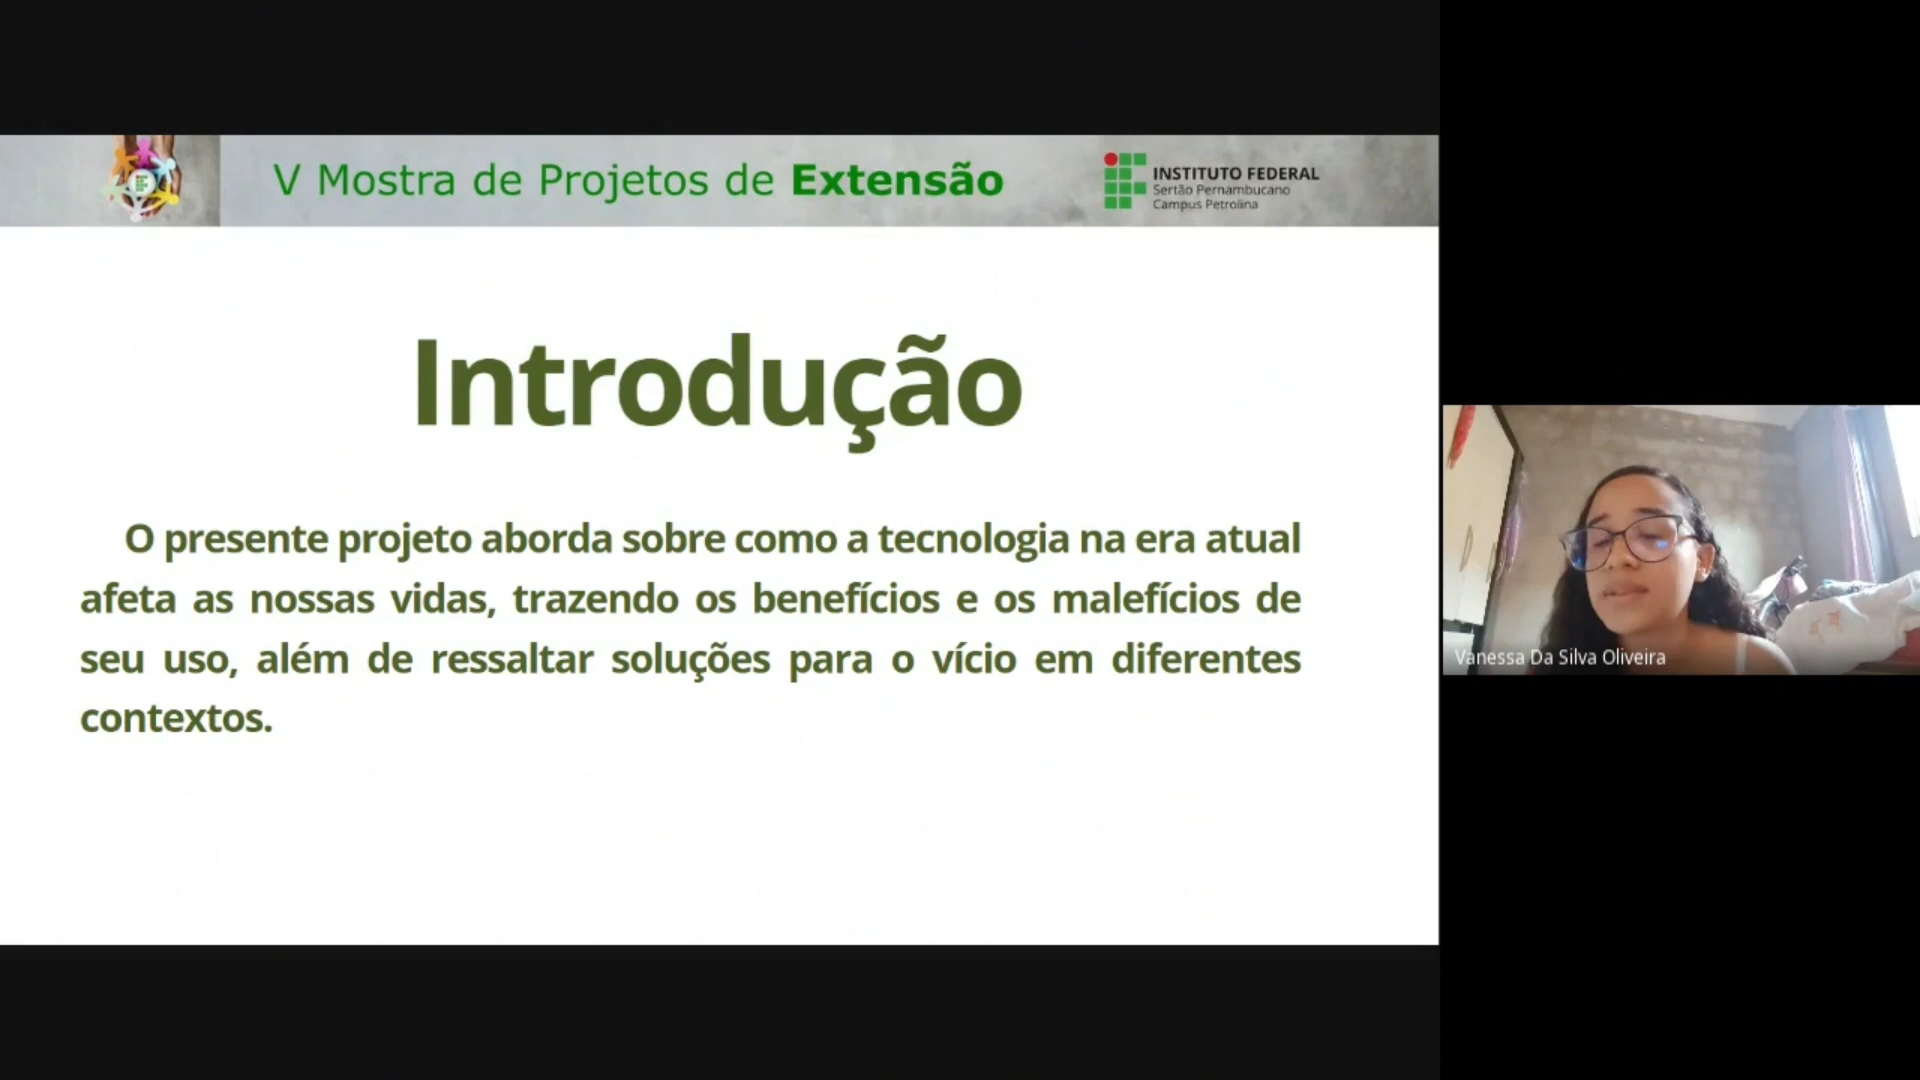 V Mostra de Projetos de Extensão
INSTITUTO FEDERAL
Sertão Pernambucano
Campus Petrolina
Introdução
O presente projeto aborda sobre como a tecnologia na era atual
afeta as nossas vidas, trazendo os benefícios e os malefícios de
seu uso, além de ressaltar soluções para o vício em diferentes
contextos.
Vanessa Da Silva Oliveira